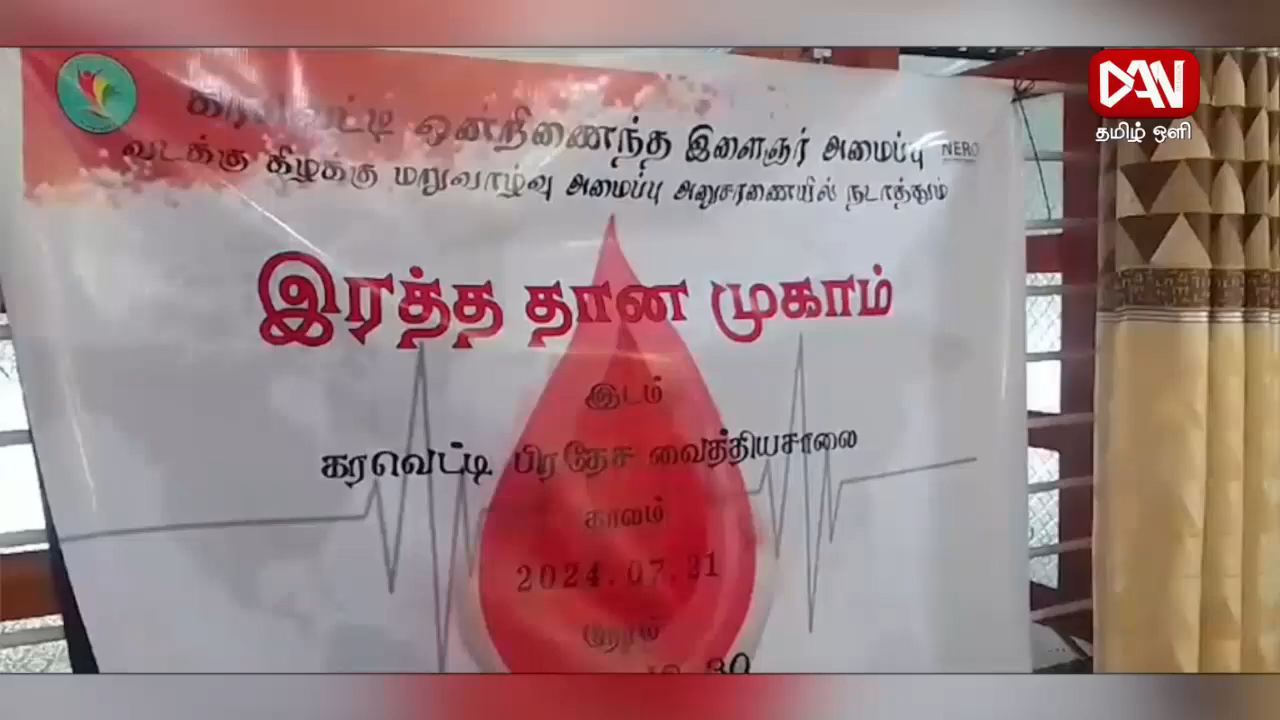 DAN
தமிழ் ஒளி
கரவெட்டி ஒன்றிணைந்த இளைஞர் அமைப்பு NERO
வடக்கு கிழக்கு மறுவாழ்வு அமைப்பு அனுசரணையில் நடாத்தும்
இரத்த தான முகாம்
இடம்
கரவெட்டி பிரதேச வைத்தியசாலை
காலம்
2024.07.21
நேரம்